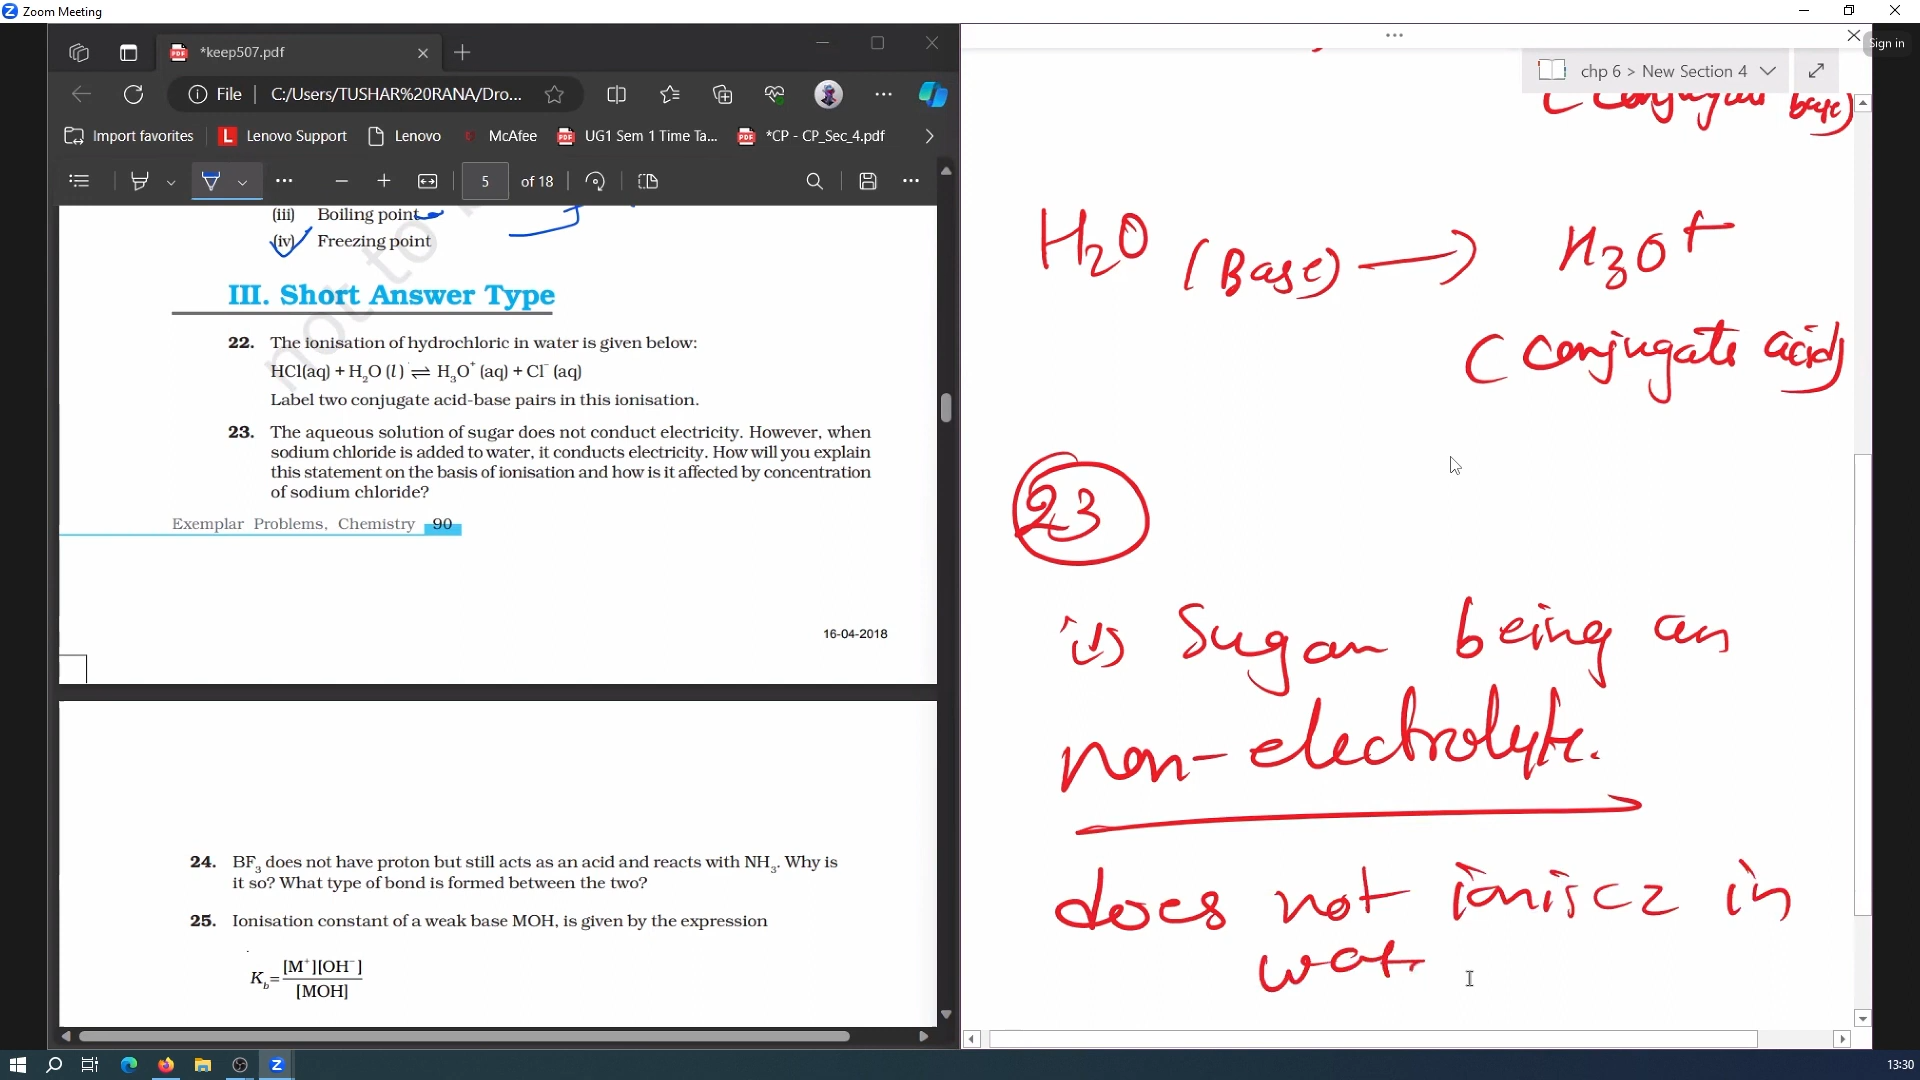 Zoom Meeting
*keep507.pdf
Sign in
File
C:/Users/TUSHAR%20RANA/Dro...
Import favorites
Lenovo Support
Lenovo
McAfee
UG1 Sem 1 Time Ta...
*CP - CP_Sec_4.pdf
5 of 18
(iii) Boiling point
(iv) Freezing point
III. Short Answer Type
22. The ionisation of hydrochloric in water is given below:
HCl(aq) + H₂O (l) ⇌ H₃O⁺ (aq) + Cl⁻ (aq)
Label two conjugate acid-base pairs in this ionisation.
23. The aqueous solution of sugar does not conduct electricity. However, when
sodium chloride is added to water, it conducts electricity. How will you explain
this statement on the basis of ionisation and how is it affected by concentration
of sodium chloride?
Exemplar Problems, Chemistry 90
16-04-2018
24. BF₃ does not have proton but still acts as an acid and reacts with NH₃. Why is
it so? What type of bond is formed between the two?
25. Ionisation constant of a weak base MOH, is given by the expression
K_b = [M⁺][OH⁻]
[MOH]
chp 6 > New Section 4
(conjugate base)
H₂O (Base) → H₃O⁺
(conjugate acid)
23
Sugar being an
non-electrolyte.
does not ionise in
13:30